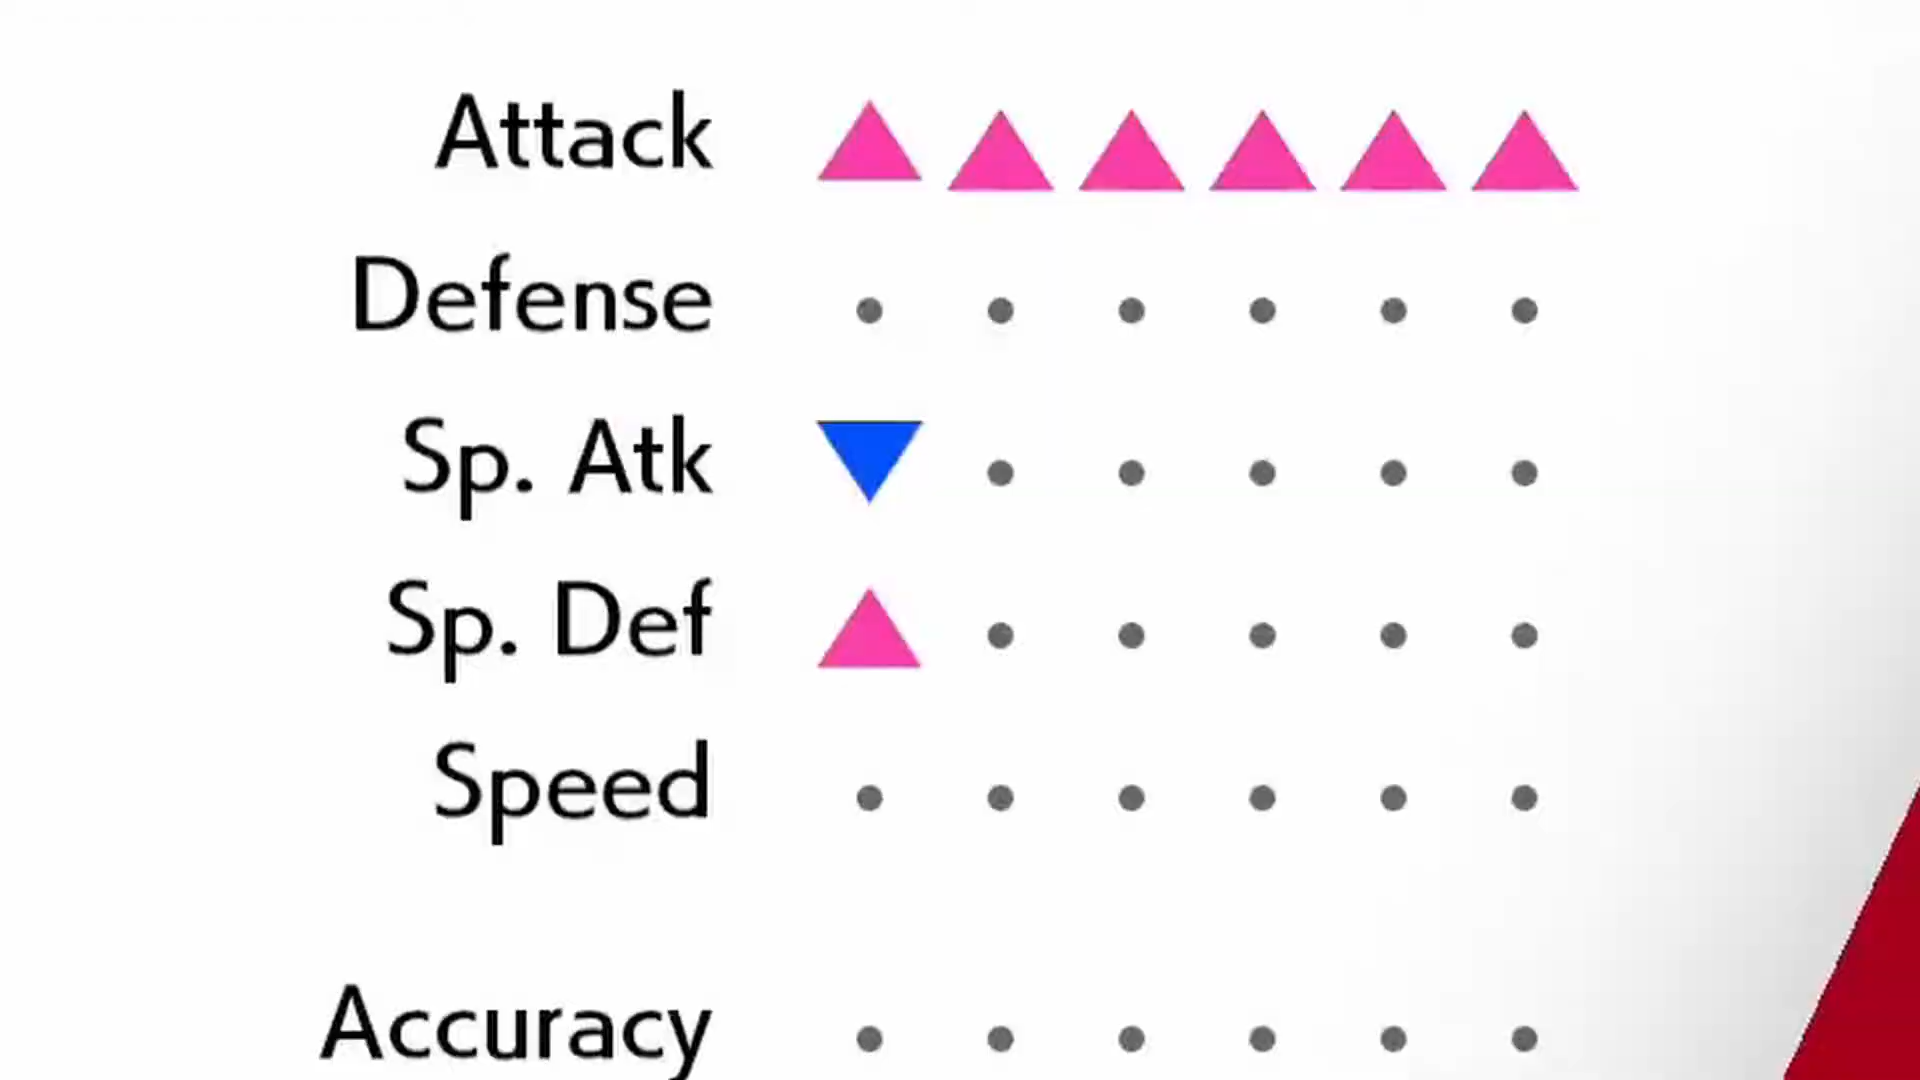 Attack
Defense
Sp. Atk
Sp. Def
Speed
Accuracy